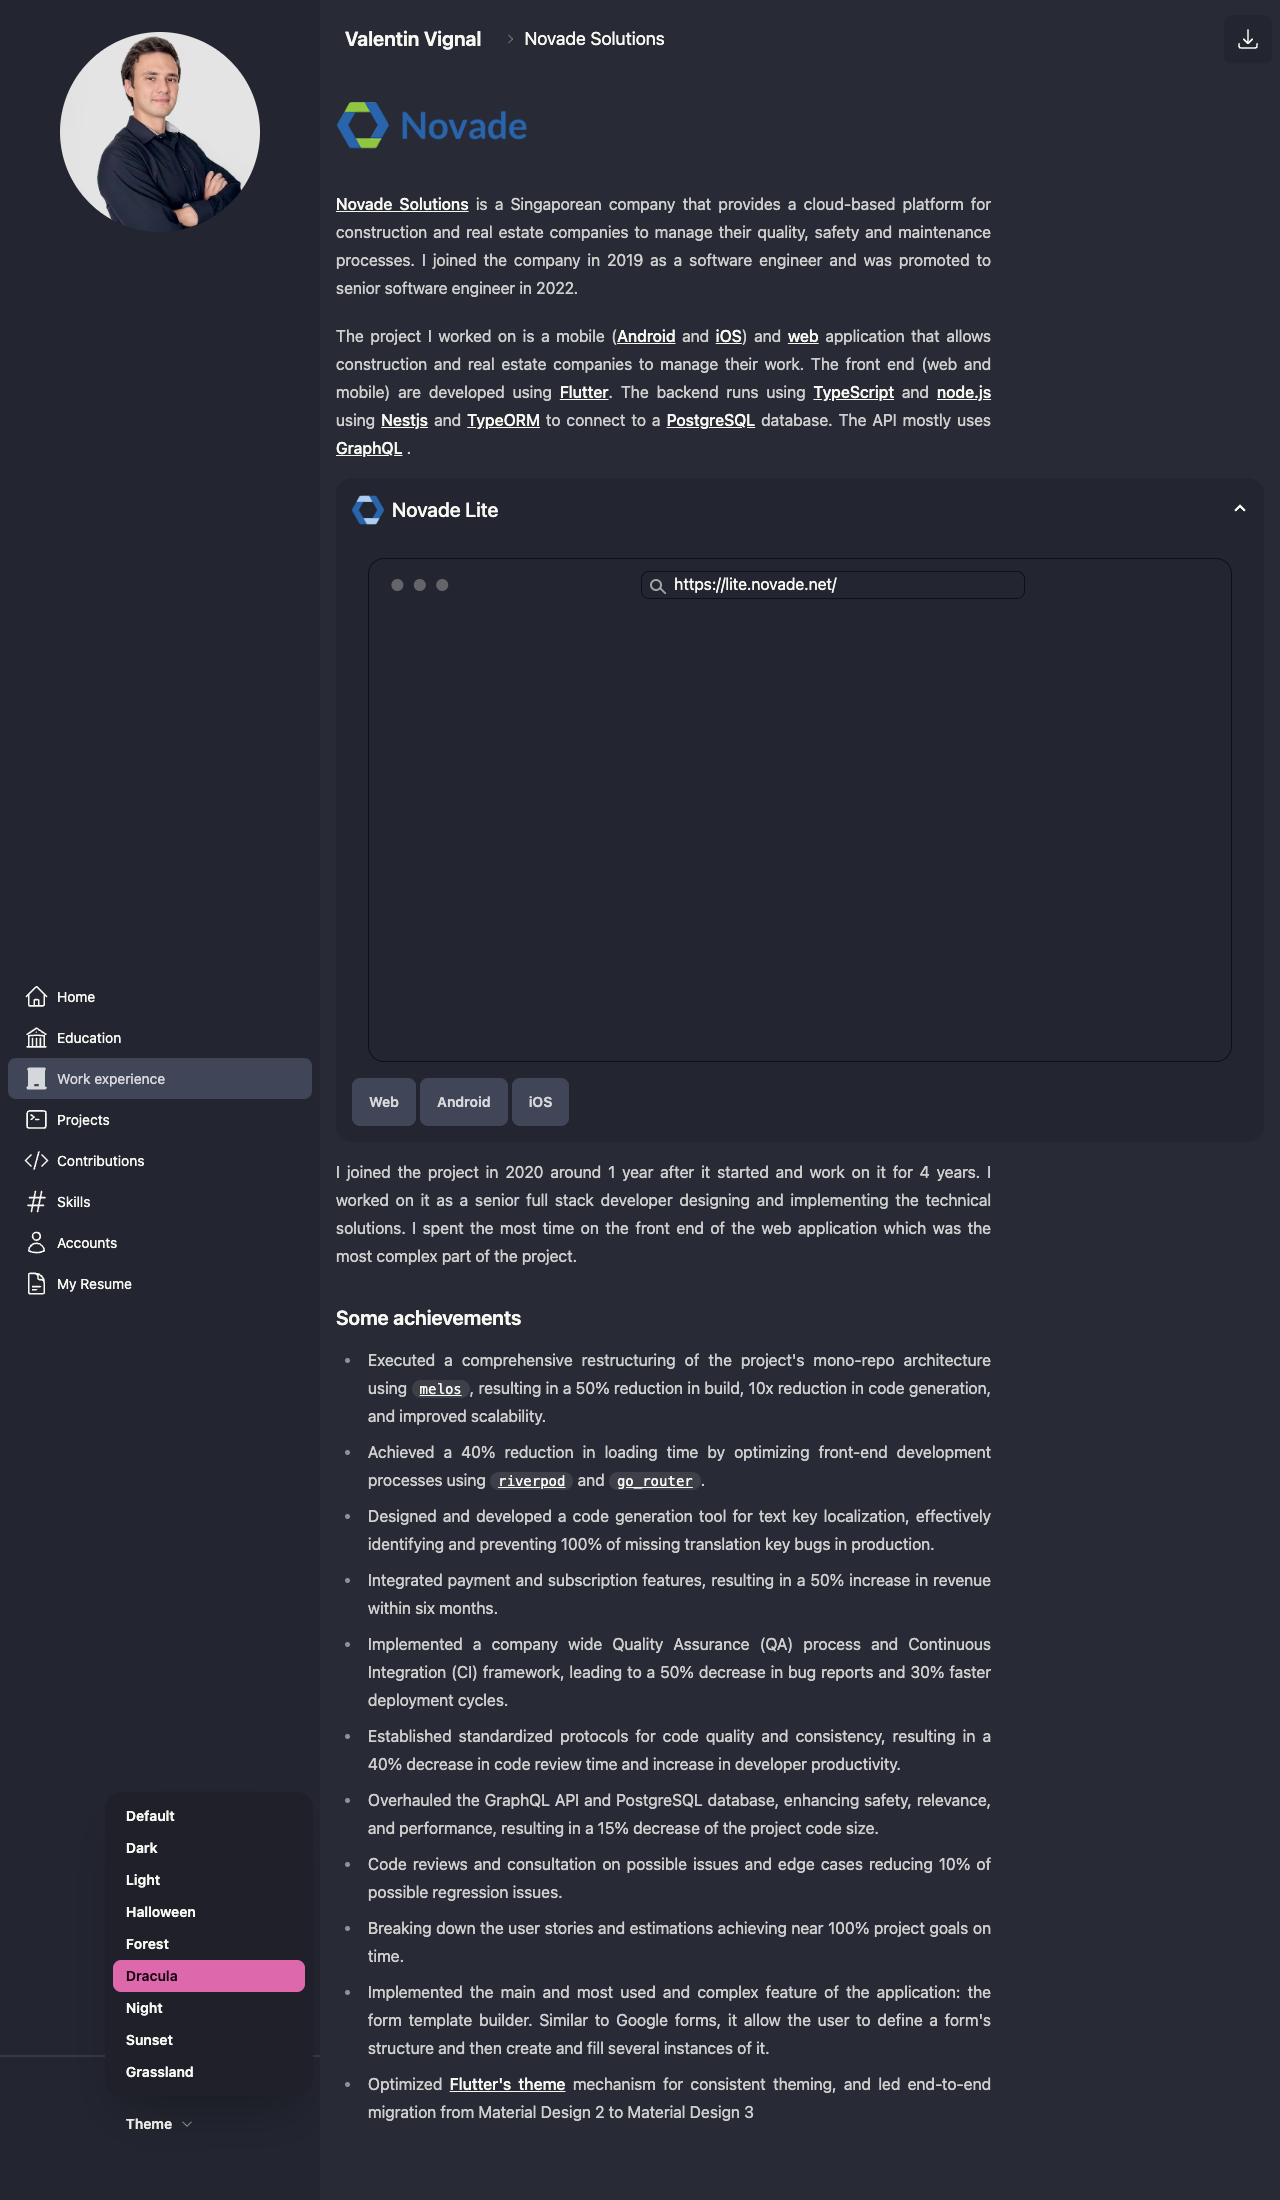 Valentin Vignal
Novade Solutions
Novade
Novade Solutions is a Singaporean company that provides a cloud-based platform for
construction and real estate companies to manage their quality, safety and maintenance
processes. I joined the company in 2019 as a software engineer and was promoted to
senior software engineer in 2022.
The project I worked on is a mobile (Android and iOS) and web application that allows
construction and real estate companies to manage their work. The front end (web and
mobile) are developed using Flutter. The backend runs using TypeScript and node.js
using Nestjs and TypeORM to connect to a PostgreSQL database. The API mostly uses
GraphQL .
Novade Lite
https://lite.novade.net/
Web
Android
iOS
I joined the project in 2020 around 1 year after it started and work on it for 4 years. I
worked on it as a senior full stack developer designing and implementing the technical
solutions. I spent the most time on the front end of the web application which was the
most complex part of the project.
Some achievements
• Executed a comprehensive restructuring of the project's mono-repo architecture
using melos, resulting in a 50% reduction in build, 10x reduction in code generation,
and improved scalability.
• Achieved a 40% reduction in loading time by optimizing front-end development
processes using riverpod and go_router.
• Designed and developed a code generation tool for text key localization, effectively
identifying and preventing 100% of missing translation key bugs in production.
• Integrated payment and subscription features, resulting in a 50% increase in revenue
within six months.
• Implemented a company wide Quality Assurance (QA) process and Continuous
Integration (CI) framework, leading to a 50% decrease in bug reports and 30% faster
deployment cycles.
• Established standardized protocols for code quality and consistency, resulting in a
40% decrease in code review time and increase in developer productivity.
• Overhauled the GraphQL API and PostgreSQL database, enhancing safety, relevance,
and performance, resulting in a 15% decrease of the project code size.
• Code reviews and consultation on possible issues and edge cases reducing 10% of
possible regression issues.
• Breaking down the user stories and estimations achieving near 100% project goals on
time.
• Implemented the main and most used and complex feature of the application: the
form template builder. Similar to Google forms, it allow the user to define a form's
structure and then create and fill several instances of it.
• Optimized Flutter's theme mechanism for consistent theming, and led end-to-end
migration from Material Design 2 to Material Design 3
Home
Education
Work experience
Projects
Contributions
Skills
Accounts
My Resume
Default
Dark
Light
Halloween
Forest
Dracula
Night
Sunset
Grassland
Theme